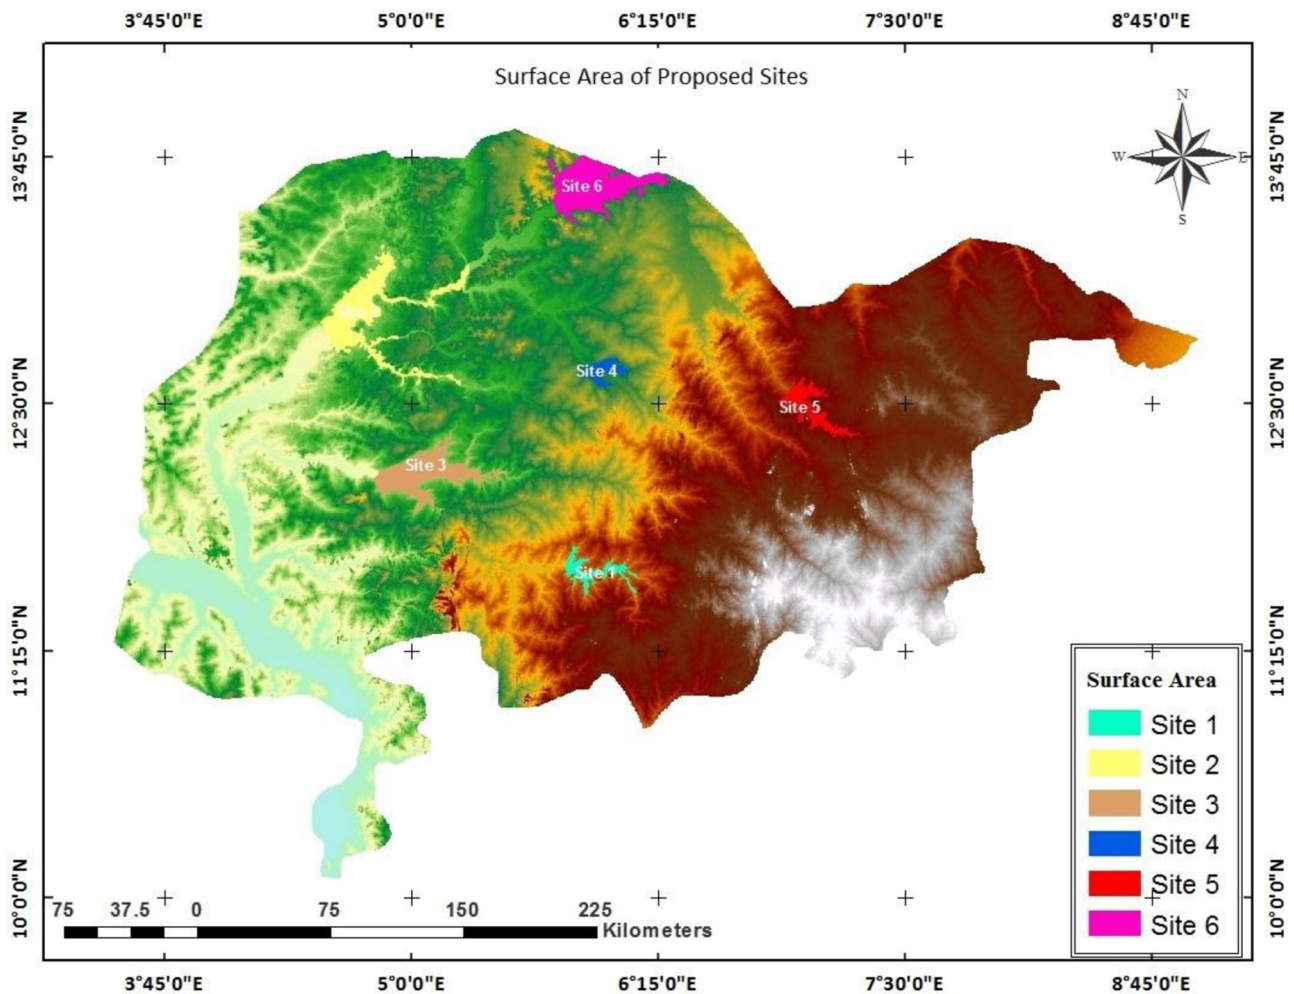 3°45'0"E 5°0'0"E 6°15'0"E 7°30'0"E 8°45'0"E
Surface Area of Proposed Sites
N
W E
S
13°45'0"N 13°45'0"N
Site 6
Site 4
12°30'0"N 12°30'0"N
Site 5
Site 3
Site 1
11°15'0"N 11°15'0"N
Surface Area
Site 1
Site 2
Site 3
Site 4
Site 5
Site 6
10°0'0"N 10°0'0"N
75 37.5 0 75 150 225
Kilometers
3°45'0"E 5°0'0"E 6°15'0"E 7°30'0"E 8°45'0"E